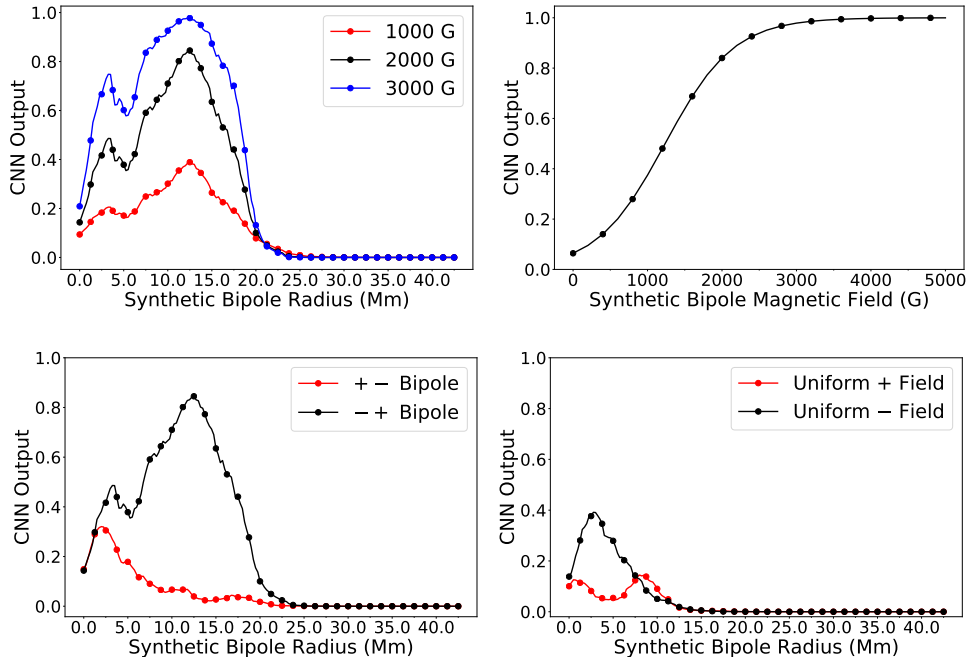 1.0
0.8
0.6
0.4
0.2
0.0
CNN Output
1000 G
2000 G
3000 G
0.0 5.0 10.0 15.0 20.0 25.0 30.0 35.0 40.0
Synthetic Bipole Radius (Mm)
1.0
0.8
0.6
0.4
0.2
0.0
CNN Output
0 1000 2000 3000 4000 5000
Synthetic Bipole Magnetic Field (G)
1.0
0.8
0.6
0.4
0.2
0.0
CNN Output
+ − Bipole
− + Bipole
0.0 5.0 10.0 15.0 20.0 25.0 30.0 35.0 40.0
Synthetic Bipole Radius (Mm)
1.0
0.8
0.6
0.4
0.2
0.0
CNN Output
Uniform + Field
Uniform − Field
0.0 5.0 10.0 15.0 20.0 25.0 30.0 35.0 40.0
Synthetic Bipole Radius (Mm)